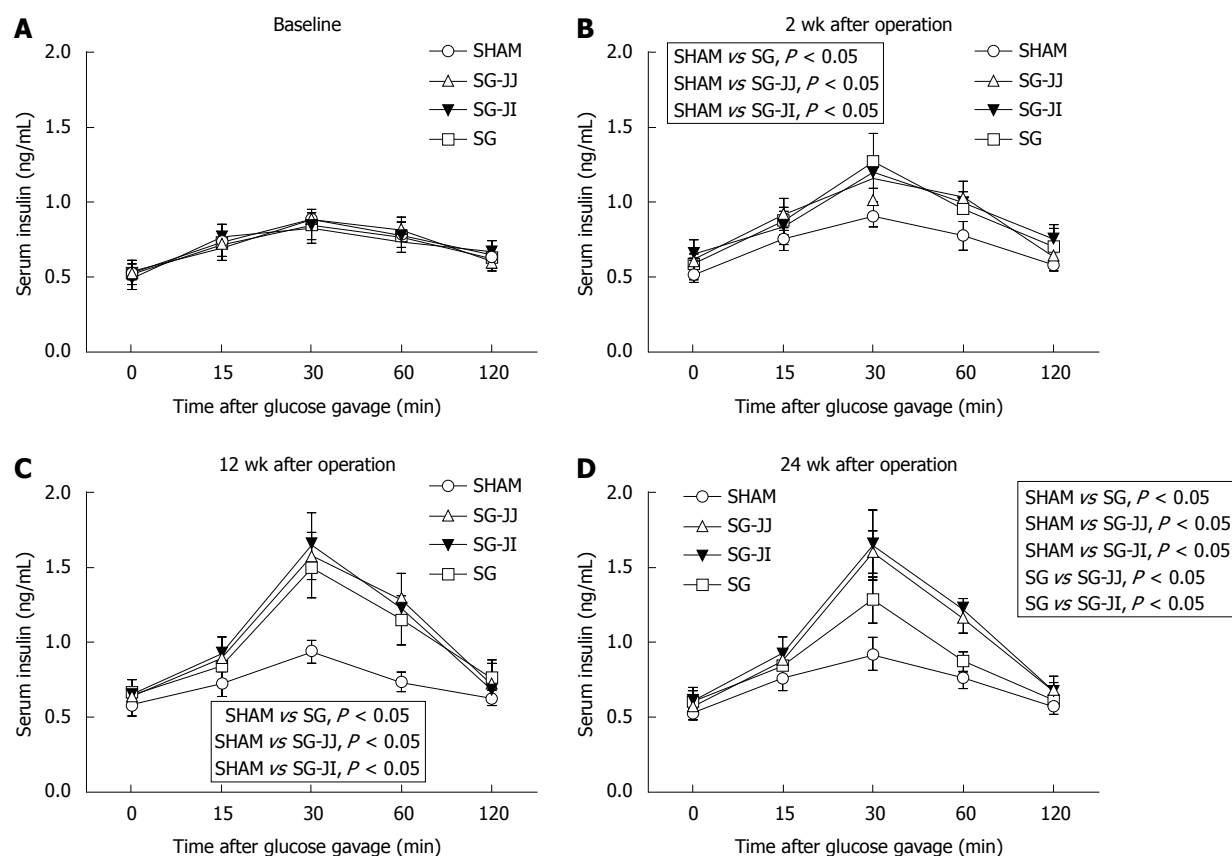 A
Baseline
2.0
1.5
1.0
0.5
0.0
Serum insulin (ng/mL)
SHAM
SG-JJ
SG-JI
SG
0 15 30 60 120
Time after glucose gavage (min)
B
2 wk after operation
2.0
1.5
1.0
0.5
0.0
Serum insulin (ng/mL)
SHAM vs SG, P < 0.05
SHAM vs SG-JJ, P < 0.05
SHAM vs SG-JI, P < 0.05
SHAM
SG-JJ
SG-JI
SG
0 15 30 60 120
Time after glucose gavage (min)
C
12 wk after operation
2.0
1.5
1.0
0.5
0.0
Serum insulin (ng/mL)
SHAM
SG-JJ
SG-JI
SG
SHAM vs SG, P < 0.05
SHAM vs SG-JJ, P < 0.05
SHAM vs SG-JI, P < 0.05
0 15 30 60 120
Time after glucose gavage (min)
D
24 wk after operation
2.0
1.5
1.0
0.5
0.0
Serum insulin (ng/mL)
SHAM
SG-JJ
SG-JI
SG
SHAM vs SG, P < 0.05
SHAM vs SG-JJ, P < 0.05
SHAM vs SG-JI, P < 0.05
SG vs SG-JJ, P < 0.05
SG vs SG-JI, P < 0.05
0 15 30 60 120
Time after glucose gavage (min)